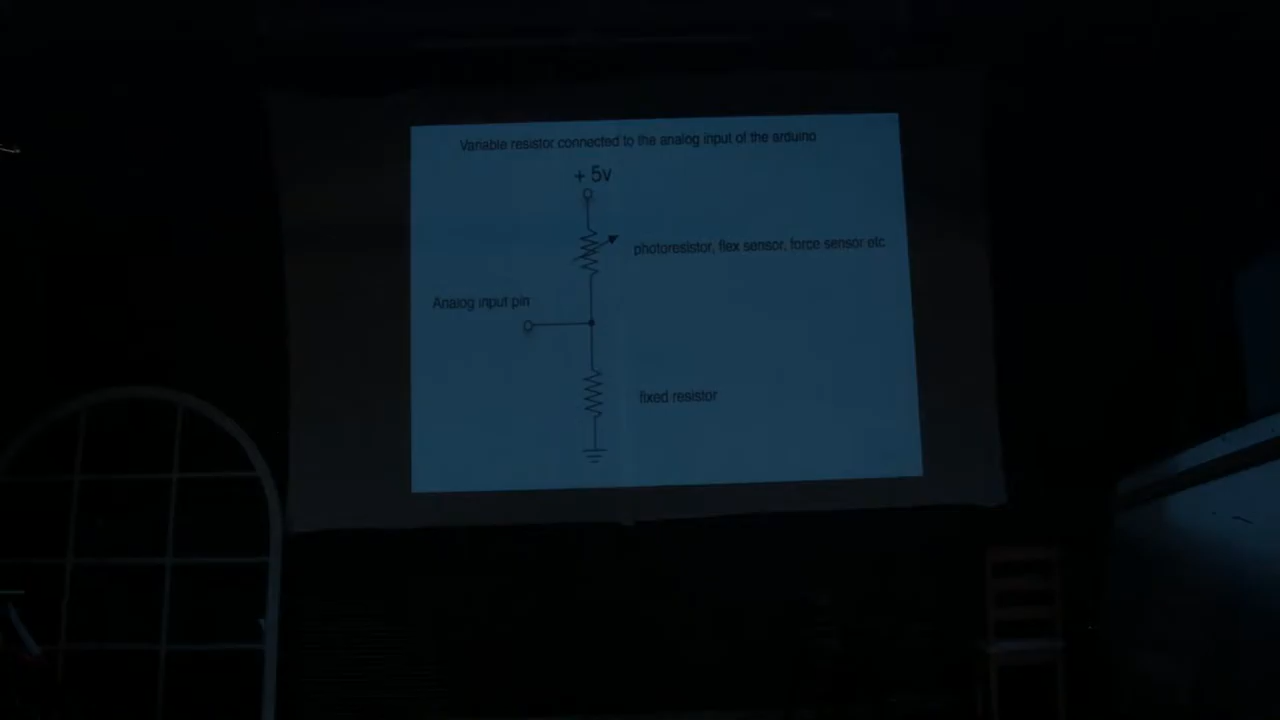 Variable resistor connected to the analog input of the arduino
+ 5v
photoresistor, flex sensor, force sensor etc
Analog input pin
fixed resistor